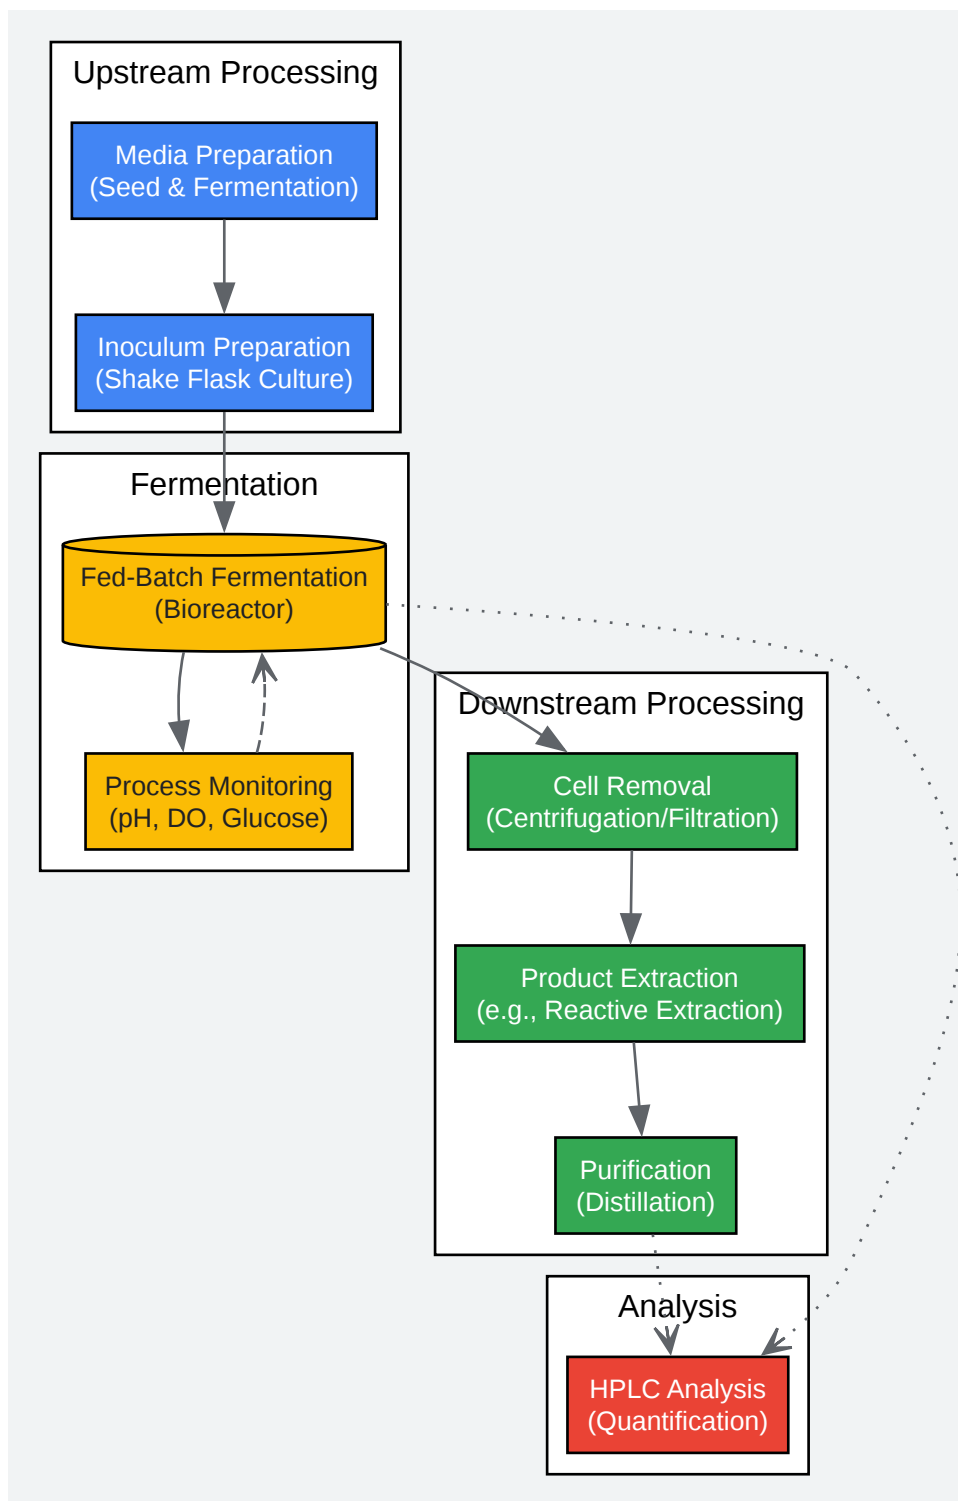 Upstream Processing
Media Preparation
(Seed & Fermentation)
Inoculum Preparation
(Shake Flask Culture)
Fermentation
Fed-Batch Fermentation
(Bioreactor)
Process Monitoring
(pH, DO, Glucose)
Downstream Processing
Cell Removal
(Centrifugation/Filtration)
Product Extraction
(e.g., Reactive Extraction)
Purification
(Distillation)
Analysis
HPLC Analysis
(Quantification)